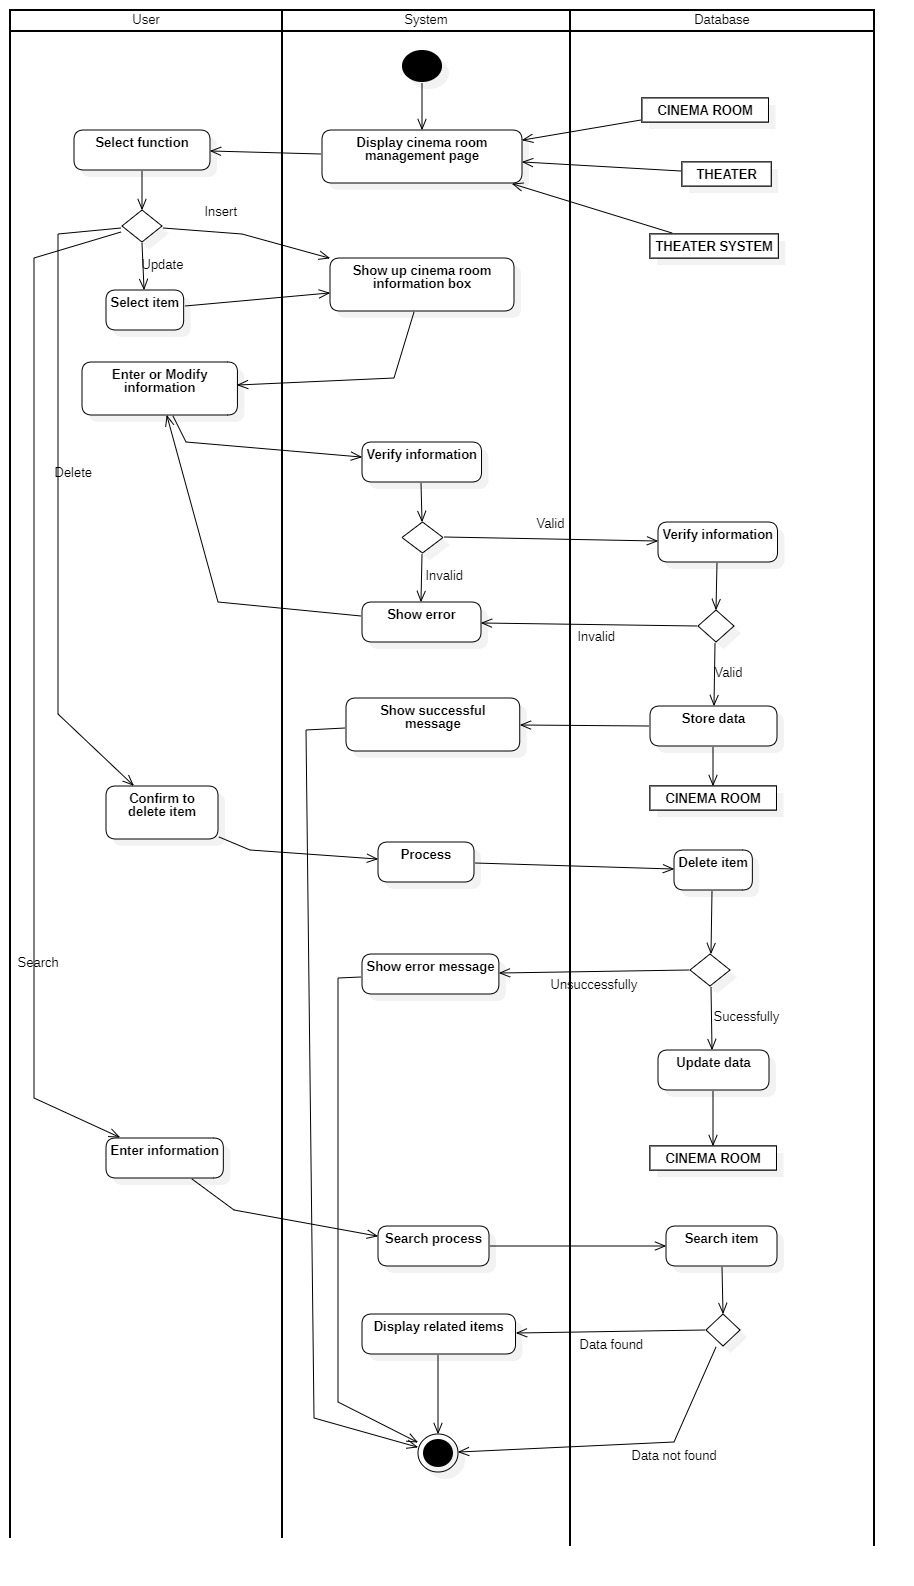 User
System
Database
CINEMA ROOM
Select function
Display cinema room
management page
THEATER
Insert
THEATER SYSTEM
Update
Show up cinema room
information box
Select item
Enter or Modify
information
Verify information
Delete
Valid
Verify information
Invalid
Show error
Invalid
Valid
Show successful
message
Store data
Confirm to
delete item
CINEMA ROOM
Process
Delete item
Search
Show error message
Unsuccessfully
Sucessfully
Update data
Enter information
CINEMA ROOM
Search process
Search item
Display related items
Data found
Data not found